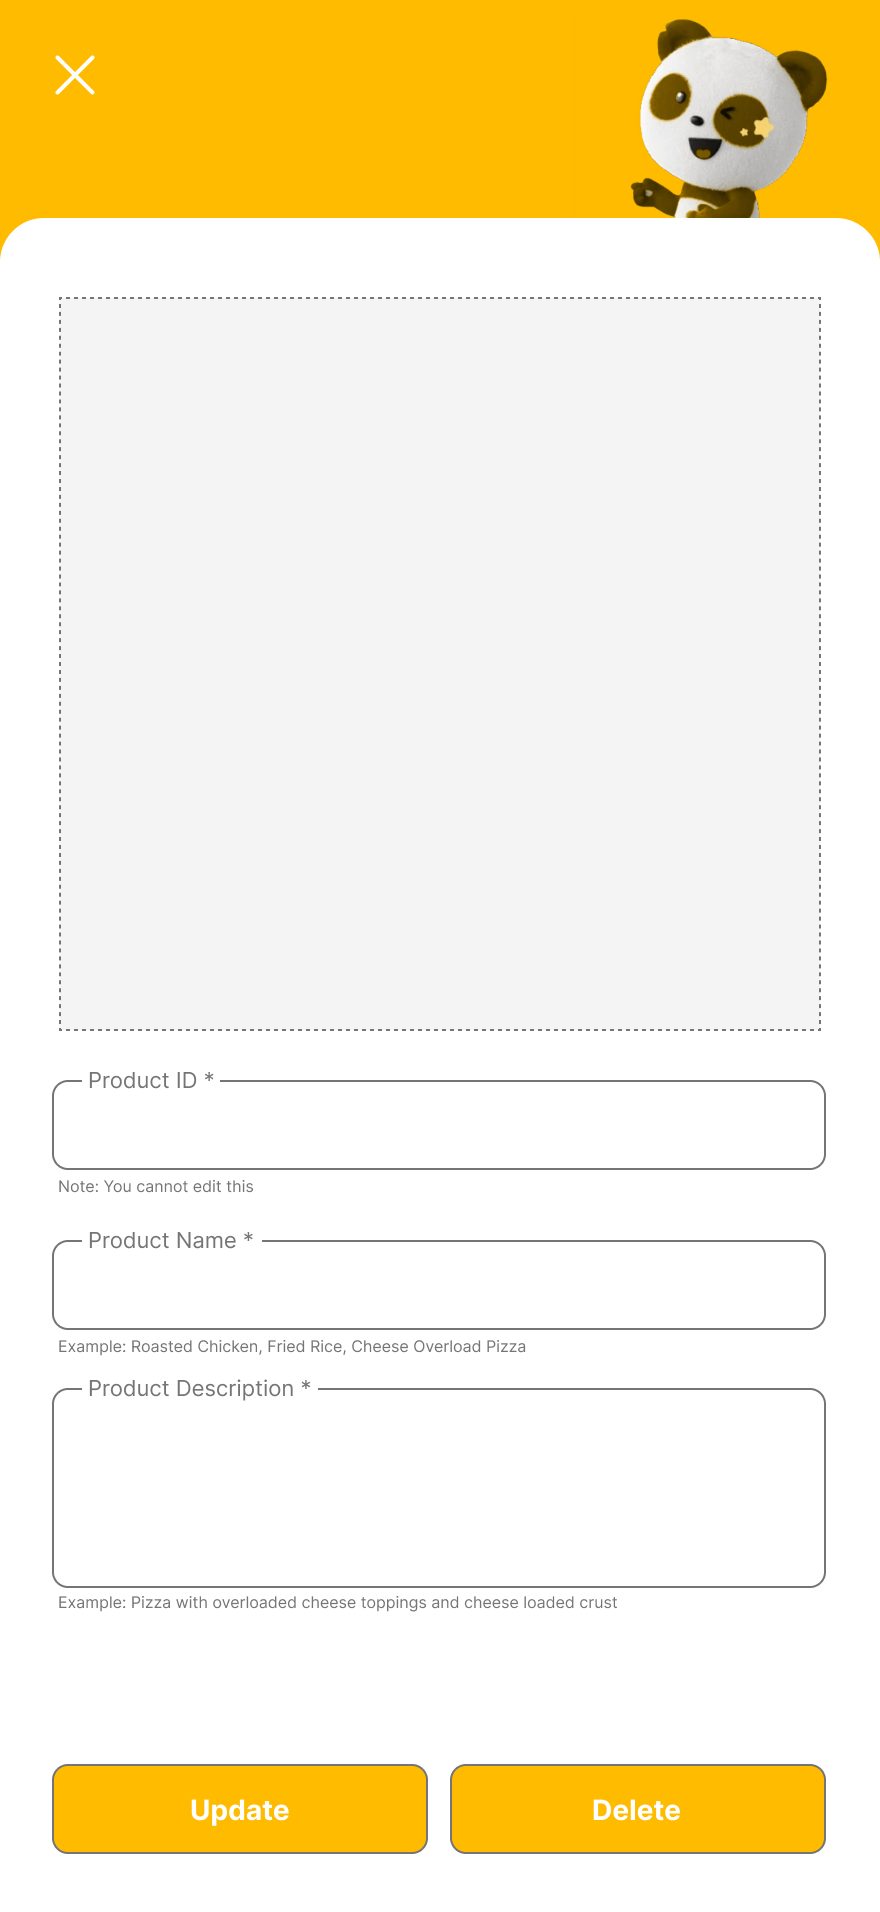 Product ID *
Note: You cannot edit this
Product Name *
Example: Roasted Chicken, Fried Rice, Cheese Overload Pizza
Product Description *
Example: Pizza with overloaded cheese toppings and cheese loaded crust
Update
Delete